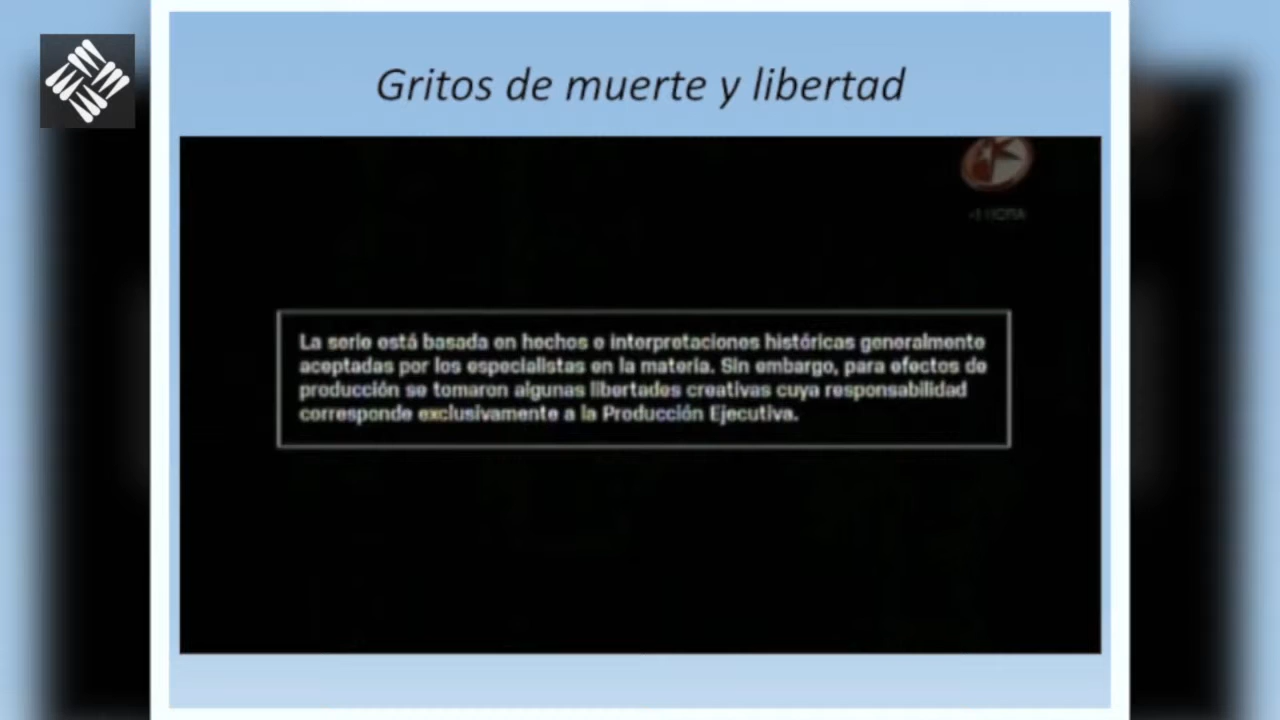 Gritos de muerte y libertad
-1 HORA
La serie está basada en hechos e interpretaciones históricas generalmente
aceptadas por los especialistas en la materia. Sin embargo, para efectos de
producción se tomaron algunas libertades creativas cuya responsabilidad
corresponde exclusivamente a la Producción Ejecutiva.